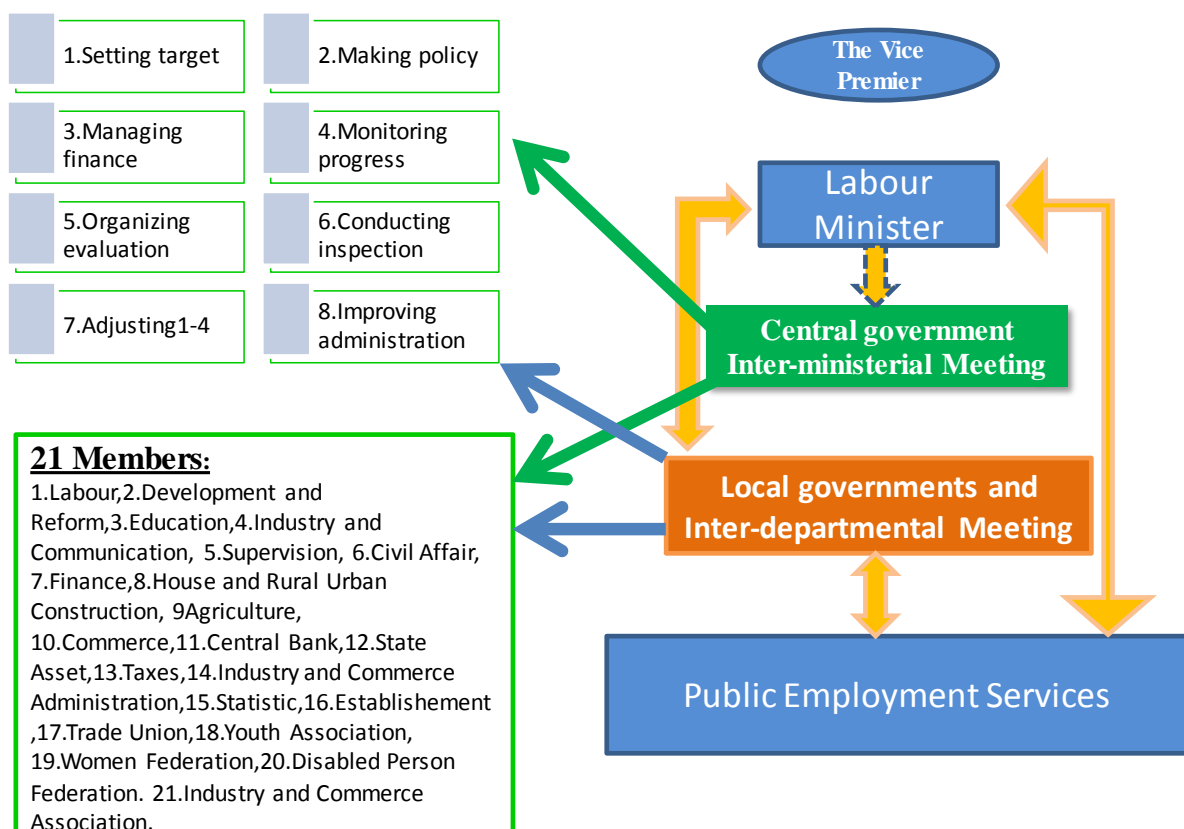 1.Setting target
2.Making policy
3.Managing
finance
4.Monitoring
progress
5.Organizing
evaluation
6.Conducting
inspection
7.Adjusting1-4
8.Improving
administration
The Vice
Premier
Labour
Minister
Central government
Inter-ministerial Meeting
Local governments and
Inter-departmental Meeting
Public Employment Services
21 Members:
1.Labour,2.Development and
Reform,3.Education,4.Industry and
Communication, 5.Supervision, 6.Civil Affair,
7.Finance,8.House and Rural Urban
Construction, 9Agriculture,
10.Commerce,11.Central Bank,12.State
Asset,13.Taxes,14.Industry and Commerce
Administration,15.Statistic,16.Establishement
,17.Trade Union,18.Youth Association,
19.Women Federation,20.Disabled Person
Federation. 21.Industry and Commerce
Association.